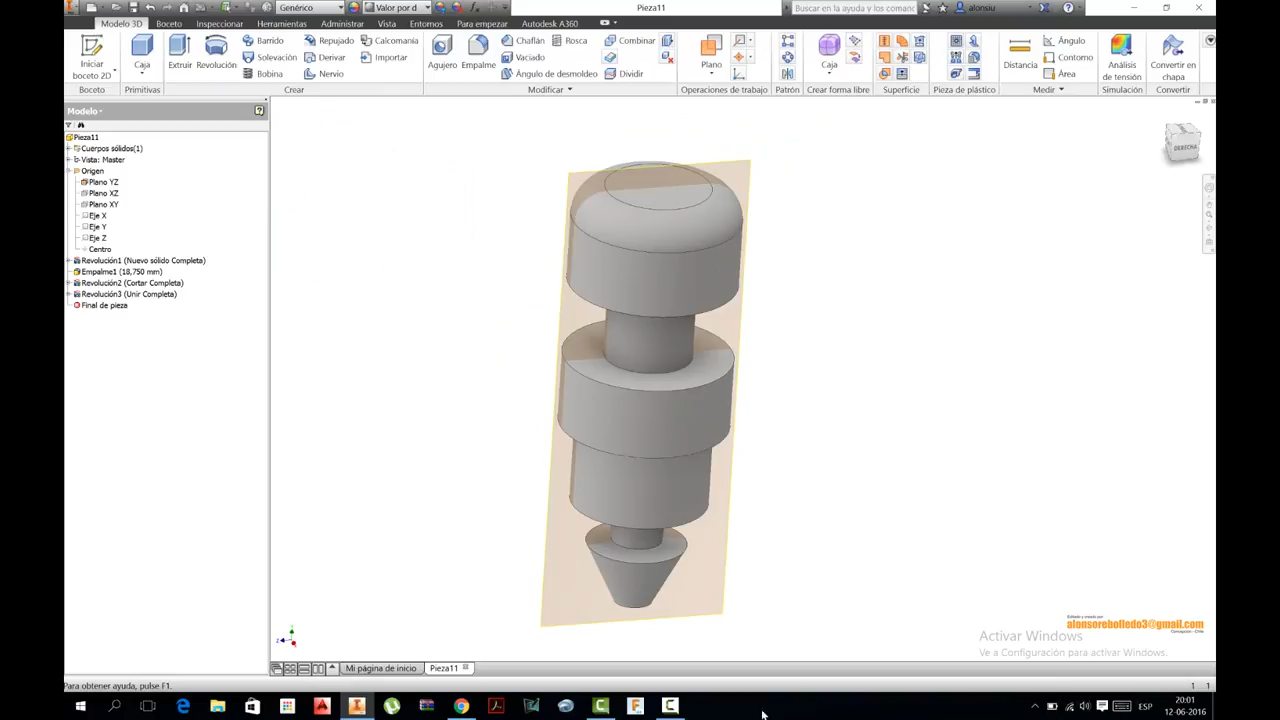 Genérico
Valor por d
Pieza11
Buscar en la ayuda y los comanc
alonsiu
Modelo 3D Boceto Inspeccionar Herramientas Administrar Vista Entornos Para empezar Autodesk A360
Iniciar
boceto 2D
Boceto
Caja
Primitivas
Extruir
Revolución
Barrido
Solevación
Bobina
Repujado
Derivar
Nervio
Calcomanía
Importar
Crear
Agujero
Empalme
Chaflán
Vaciado
Ángulo de desmoldeo
Rosca
Combinar
Dividir
Modificar
Plano
Operaciones de trabajo
Patrón
Caja
Crear forma libre
Superficie
Pieza de plástico
Distancia
Ángulo
Contorno
Área
Medir
Análisis
de tensión
Simulación
Convertir en
chapa
Convertir
Modelo
Pieza11
Cuerpos sólidos(1)
Vista: Master
Origen
Plano YZ
Plano XZ
Plano XY
Eje X
Eje Y
Eje Z
Centro
Revolución1 (Nuevo sólido Completa)
Empalme1 (18,750 mm)
Revolución2 (Cortar Completa)
Revolución3 (Unir Completa)
Final de pieza
DERECHA
alonsorebolledo3@gmail.com
Activar Windows
Ve a Configuración para activar Windows.
Mi página de inicio
Pieza11
Para obtener ayuda, pulse F1.
1 1
ESP
20:01
12-06-2016